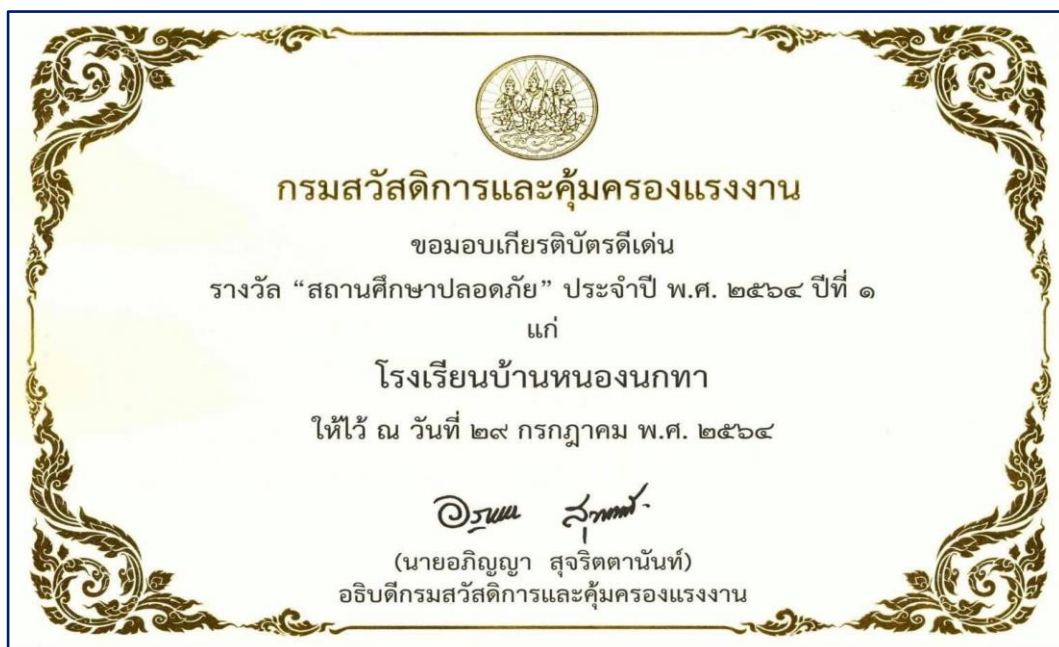 กรมสวัสดิการและคุ้มครองแรงงาน
ขอมอบเกียรติบัตรดีเด่น
รางวัล “สถานศึกษาปลอดภัย” ประจำปี พ.ศ. ๒๕๖๔ ปีที่ ๑
แก่
โรงเรียนบ้านหนองนกทา
ให้ไว้ ณ วันที่ ๒๙ กรกฎาคม พ.ศ. ๒๕๖๔
(นายอภิญญา สุจริตตานันท์)
อธิบดีกรมสวัสดิการและคุ้มครองแรงงาน